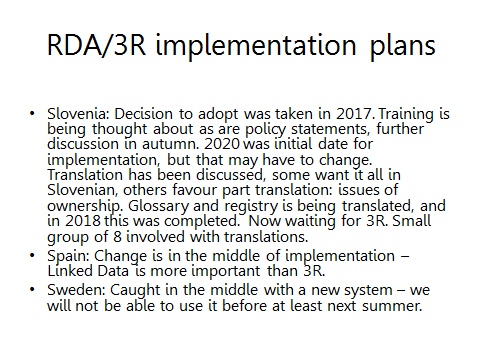 RDA/3R implementation plans
• Slovenia: Decision to adopt was taken in 2017. Training is
being thought about as are policy statements, further
discussion in autumn. 2020 was initial date for
implementation, but that may have to change.
Translation has been discussed, some want it all in
Slovenian, others favour part translation: issues of
ownership. Glossary and registry is being translated, and
in 2018 this was completed. Now waiting for 3R. Small
group of 8 involved with translations.
• Spain: Change is in the middle of implementation –
Linked Data is more important than 3R.
• Sweden: Caught in the middle with a new system – we
will not be able to use it before at least next summer.